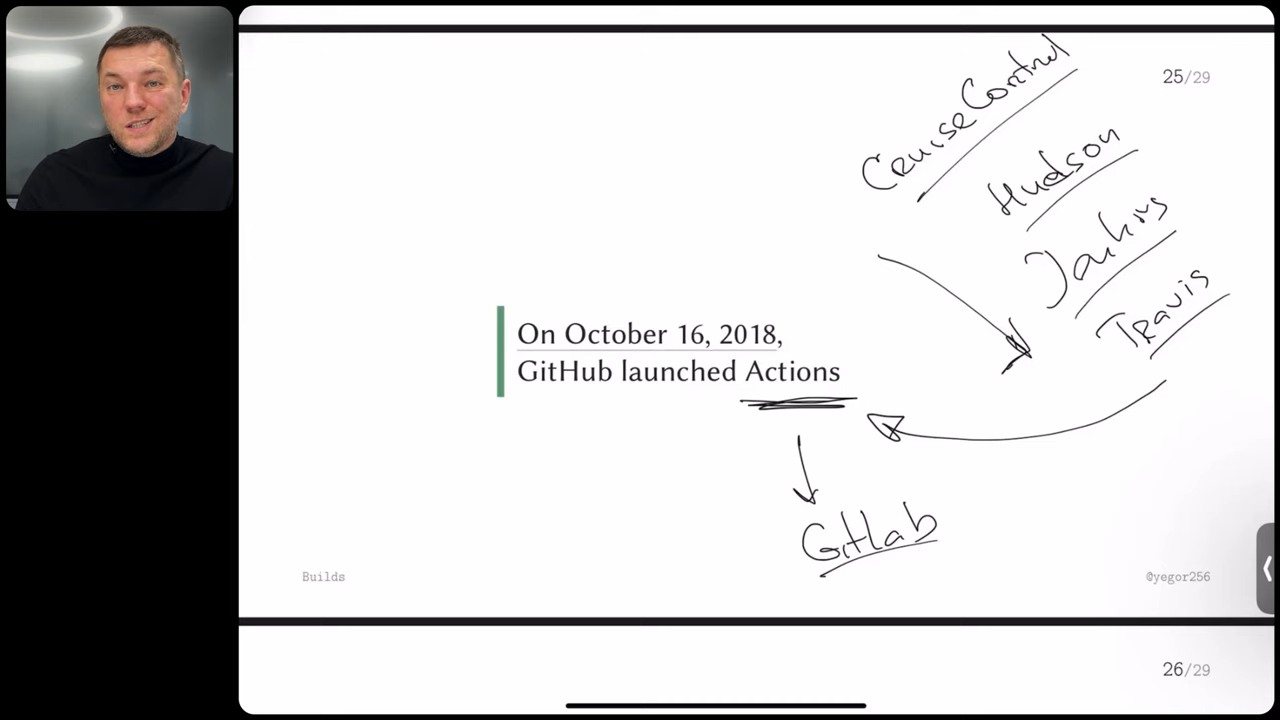 25/29
CruiseControl
Hudson
Jenkins
Travis
On October 16, 2018,
GitHub launched Actions
GitLab
Builds
@yegor256
26/29